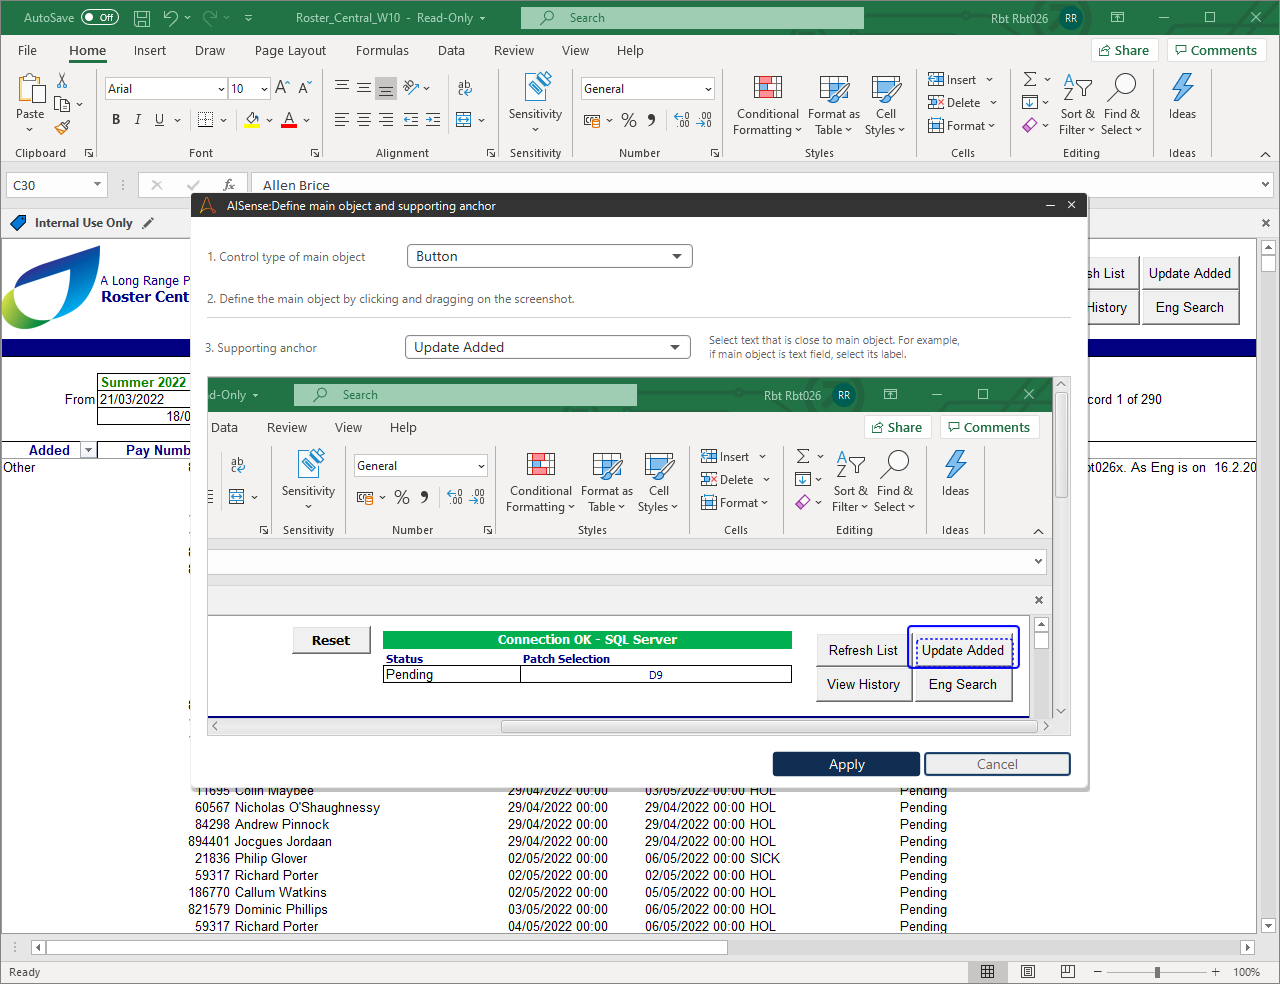 AutoSave Off Roster_Central_W10 - Read-Only Search Rbt Rbt026 RR
File Home Insert Draw Page Layout Formulas Data Review View Help Share Comments
Arial 10 General Insert
Paste Sensitivity Conditional Formatting Format as Table Cell Styles Delete Sort & Filter Find & Select Ideas
Format
Clipboard Font Alignment Sensitivity Number Styles Cells Editing Ideas
C30 fx Allen Brice
Internal Use Only
AISense:Define main object and supporting anchor
1. Control type of main object Button
2. Define the main object by clicking and dragging on the screenshot.
3. Supporting anchor Update Added
Select text that is close to main object. For example,
if main object is text field, select its label.
A Long Range P
Roster Cent
sh List Update Added
History Eng Search
Summer 2022
From 21/03/2022
18/0
cord 1 of 290
Added Pay Numb
Other 8
bt026x. As Eng is on 16.2.20
d-Only Search Rbt Rbt026 RR
Data Review View Help Share Comments
General Insert
Sensitivity Conditional Formatting Format as Table Cell Styles Delete Sort & Filter Find & Select Ideas
Format
Sensitivity Number Styles Cells Editing Ideas
Reset Connection OK - SQL Server
Status Patch Selection
Pending D9
Refresh List Update Added
View History Eng Search
Apply Cancel
11695 Colin Maybee 29/04/2022 00:00 03/05/2022 00:00 HOL Pending
60567 Nicholas O'Shaughnessy 29/04/2022 00:00 29/04/2022 00:00 HOL Pending
84298 Andrew Pinnock 29/04/2022 00:00 29/04/2022 00:00 HOL Pending
894401 Jocgues Jordaan 29/04/2022 00:00 29/04/2022 00:00 HOL Pending
21836 Philip Glover 02/05/2022 00:00 06/05/2022 00:00 SICK Pending
59317 Richard Porter 02/05/2022 00:00 02/05/2022 00:00 HOL Pending
186770 Callum Watkins 02/05/2022 00:00 05/05/2022 00:00 HOL Pending
821579 Dominic Phillips 03/05/2022 00:00 06/05/2022 00:00 HOL Pending
59317 Richard Porter 04/05/2022 00:00 06/05/2022 00:00 HOL Pending
Ready 100%